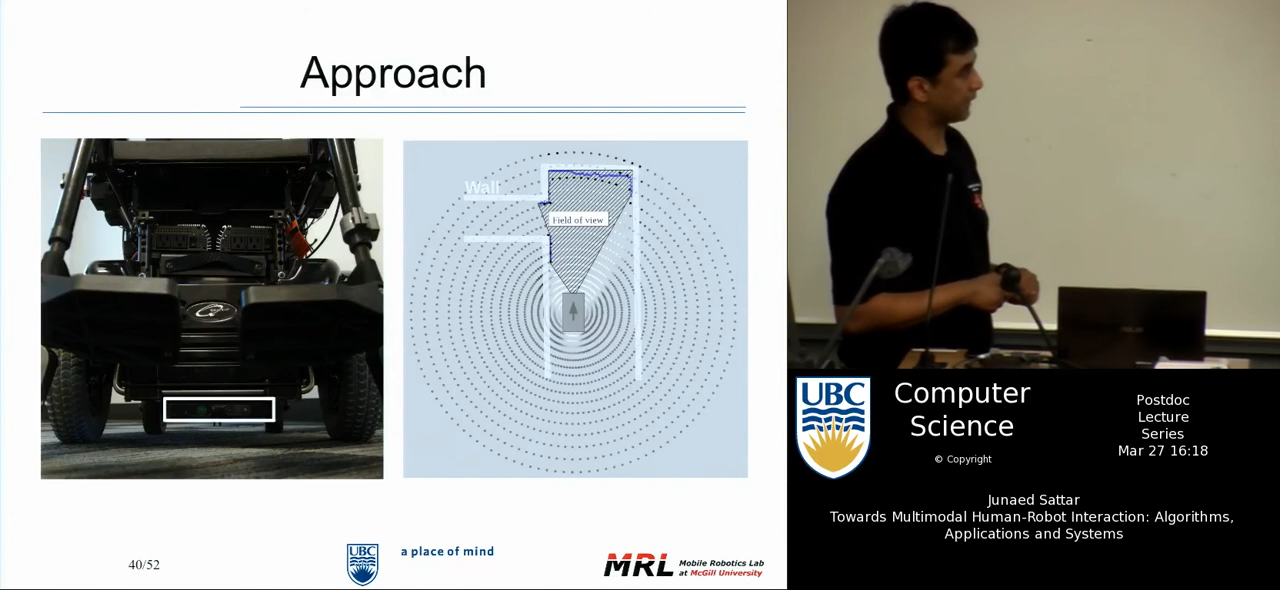 Approach
Wall
Field of view
40/52
UBC
a place of mind
MRL Mobile Robotics Lab
at McGill University
UBC
Computer
Science
© Copyright
Postdoc
Lecture
Series
Mar 27 16:18
Junaed Sattar
Towards Multimodal Human-Robot Interaction: Algorithms,
Applications and Systems